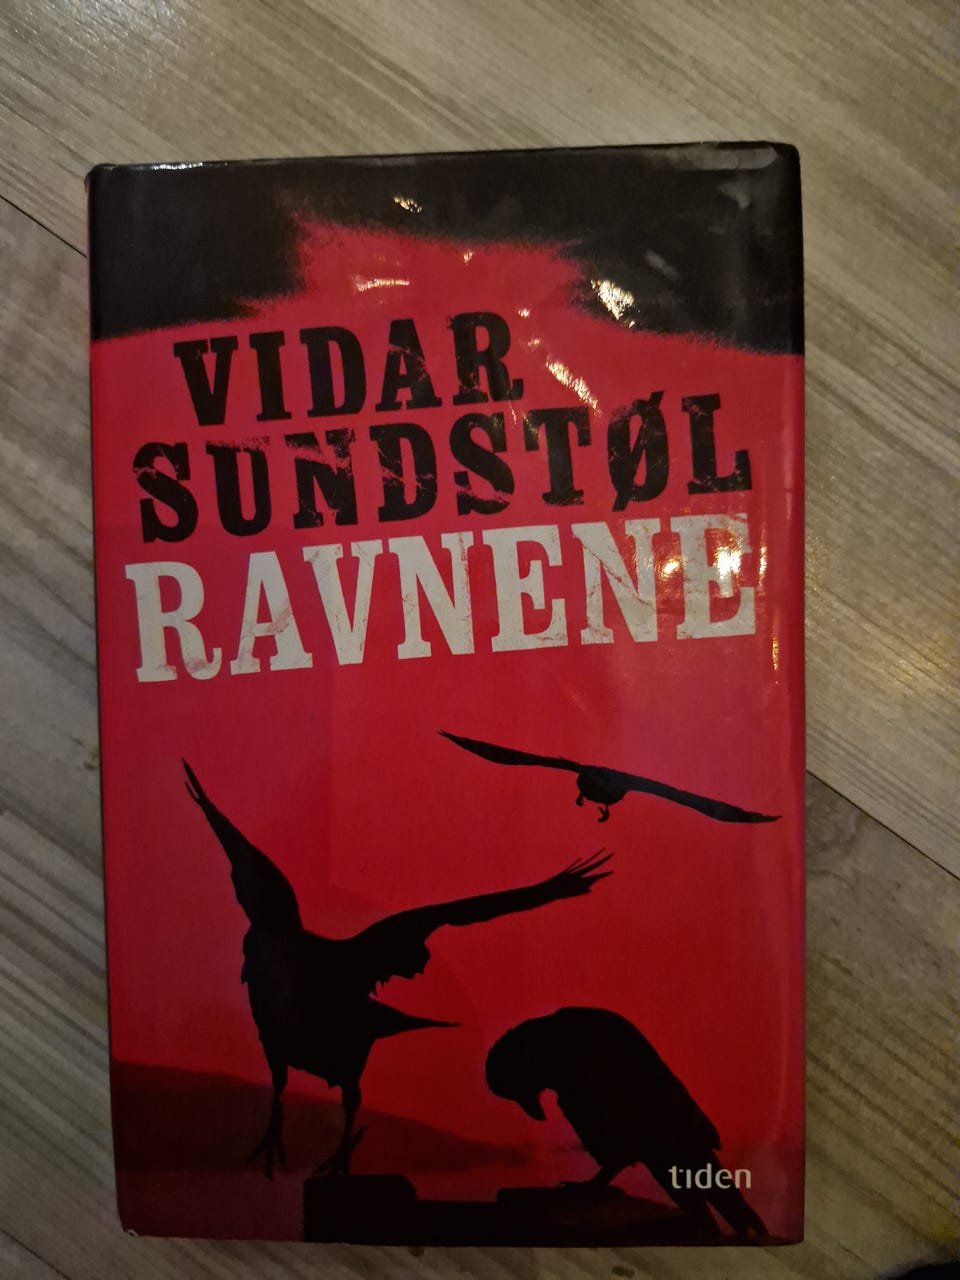 VIDAR
SUNDSTØL
RAVNENE
tiden